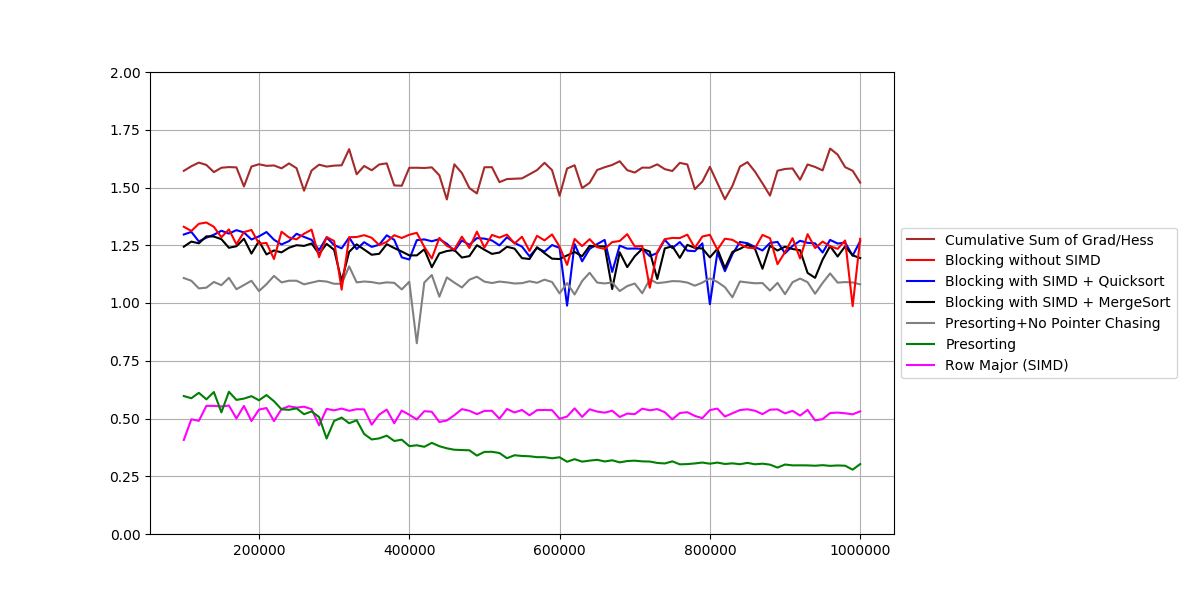 2.00
1.75
1.50
1.25
1.00
0.75
0.50
0.25
0.00
200000 400000 600000 800000 1000000
Cumulative Sum of Grad/Hess
Blocking without SIMD
Blocking with SIMD + Quicksort
Blocking with SIMD + MergeSort
Presorting+No Pointer Chasing
Presorting
Row Major (SIMD)